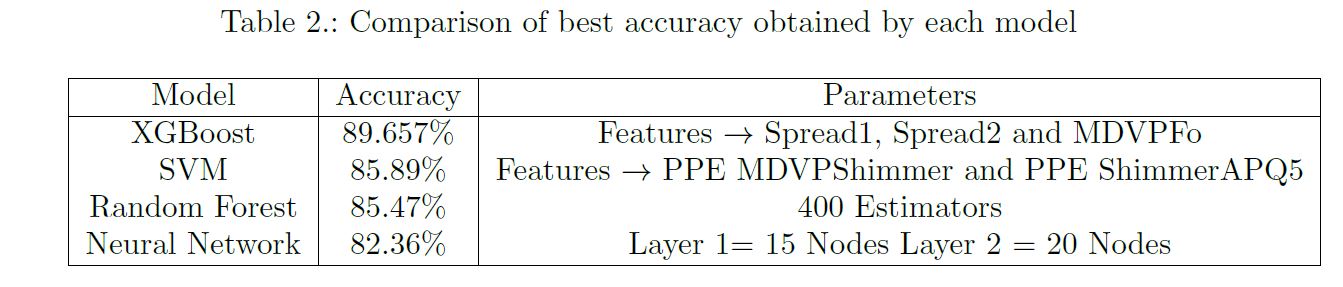 Table 2.: Comparison of best accuracy obtained by each model
Model Accuracy Parameters
XGBoost 89.657% Features → Spread1, Spread2 and MDVPFo
SVM 85.89% Features → PPE MDVPShimmer and PPE ShimmerAPQ5
Random Forest 85.47% 400 Estimators
Neural Network 82.36% Layer 1= 15 Nodes Layer 2 = 20 Nodes